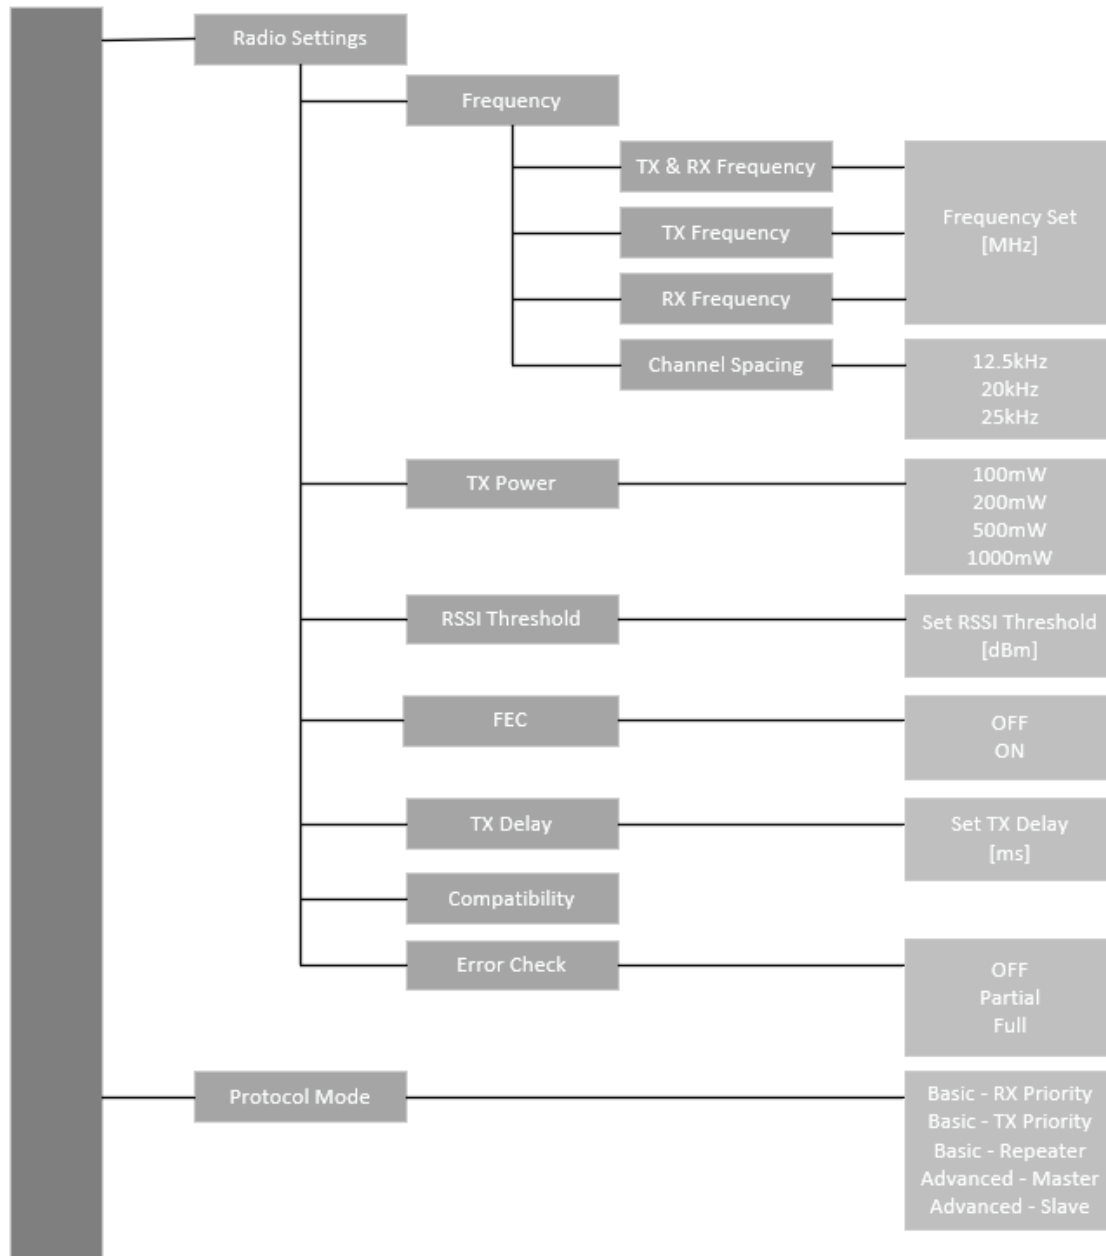 Radio Settings
Frequency
TX & RX Frequency
TX Frequency
RX Frequency
Frequency Set
[MHz]
Channel Spacing
12.5kHz
20kHz
25kHz
TX Power
100mW
200mW
500mW
1000mW
RSSI Threshold
Set RSSI Threshold
[dBm]
FEC
OFF
ON
TX Delay
Set TX Delay
[ms]
Compatibility
Error Check
OFF
Partial
Full
Protocol Mode
Basic - RX Priority
Basic - TX Priority
Basic - Repeater
Advanced - Master
Advanced - Slave